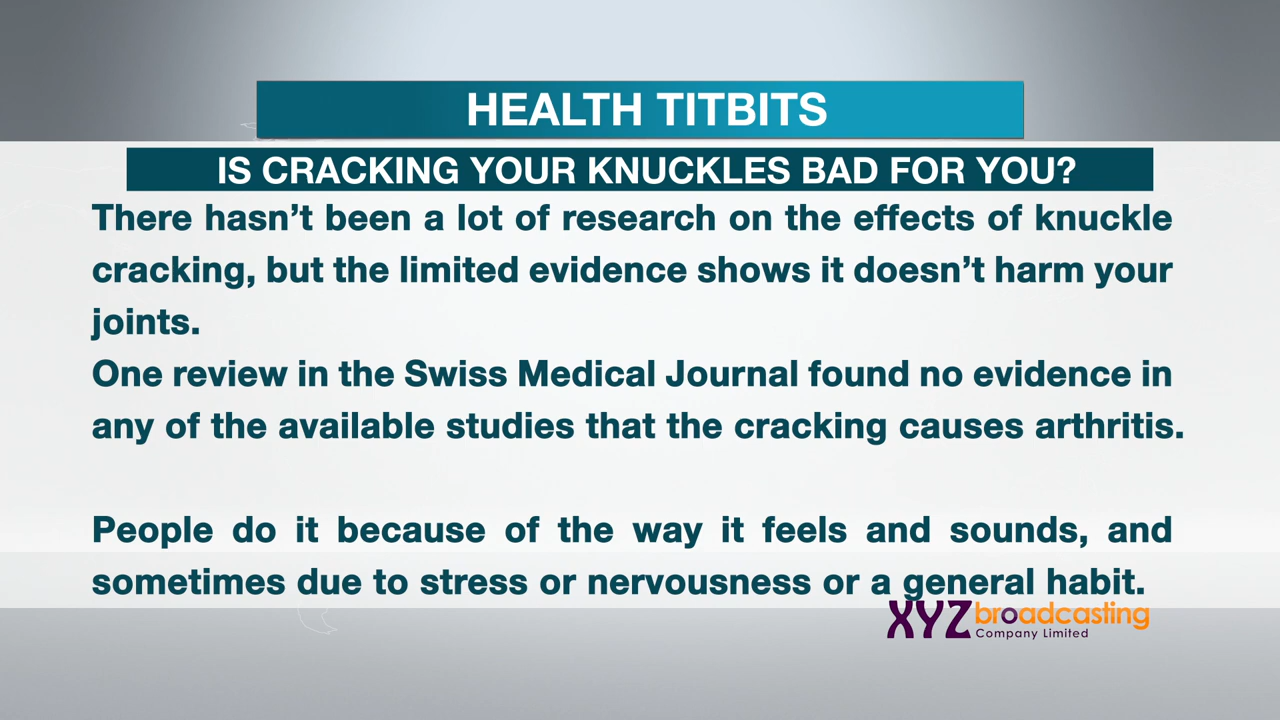 HEALTH TITBITS
IS CRACKING YOUR KNUCKLES BAD FOR YOU?
There hasn’t been a lot of research on the effects of knuckle
cracking, but the limited evidence shows it doesn’t harm your
joints.
One review in the Swiss Medical Journal found no evidence in
any of the available studies that the cracking causes arthritis.
People do it because of the way it feels and sounds, and
sometimes due to stress or nervousness or a general habit.
XYZ broadcasting
Company Limited